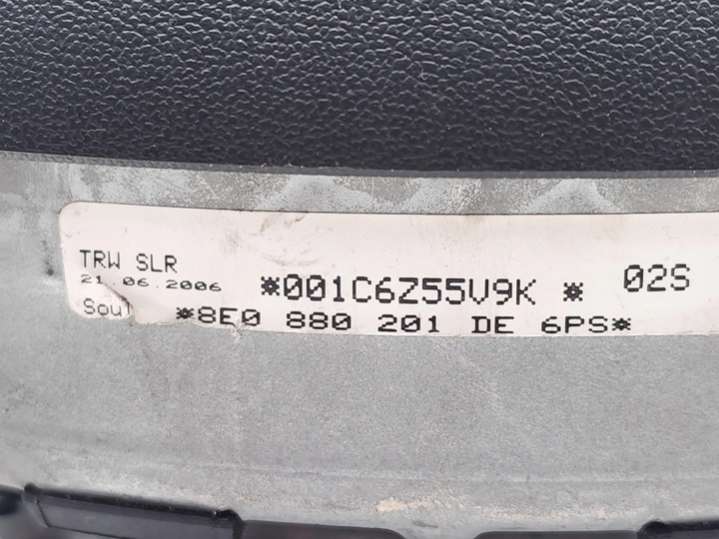 TRW SLR
21.06.2006
*001C6Z55V9K *
02S
*8E0 880 201 DE 6PS*